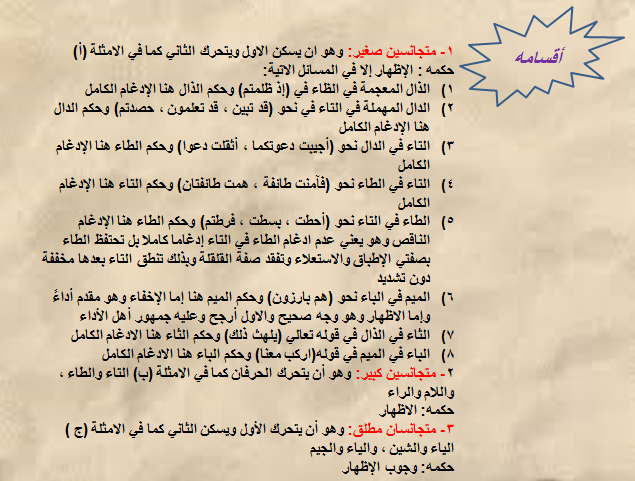 أقسامه
١- متجانسين صغير: وهو ان يسكن الاول ويتحرك الثاني كما في الامثلة (أ)
حكمه : الإظهار إلا في المسائل الاتية:
١) الذال المعجمة في الظاء في (إذ ظلمتم) وحكم الذال هنا الإدغام الكامل
٢) الدال المهملة في التاء في نحو (قد تبين ، قد تعلمون ، حصدتم) وحكم الدال
هنا الإدغام الكامل
٣) التاء في الدال نحو (أجيبت دعوتكما ، أثقلت دعوا) وحكم الطاء هنا الإدغام
الكامل
٤) التاء في الطاء نحو (فآمنت طائفة ، همت طائفتان) وحكم التاء هنا الإدغام
الكامل
٥) الطاء في التاء نحو (أحطت ، بسطت ، فرطتم) وحكم الطاء هنا الإدغام
الناقص وهو يعني عدم ادغام الطاء في التاء إدغاما كاملا بل تحتفظ الطاء
بصفتي الإطباق والاستعلاء وتفقد صفة القلقلة وبذلك تنطق التاء بعدها مخففة
دون تشديد
٦) الميم في الباء نحو (هم بارزون) وحكم الميم هنا إما الإخفاء وهو مقدم أداءً
وإما الاظهار وهو وجه صحيح والاول أرجح وعليه جمهور أهل الأداء
٧) الثاء في الذال في قوله تعالي (يلهث ذلك) وحكم الثاء هنا الادغام الكامل
٨) الباء في الميم في قوله(اركب معنا) وحكم الباء هنا الادغام الكامل
٢- متجانسين كبير: وهو أن يتحرك الحرفان كما في الامثلة (ب) التاء والطاء ،
واللام والراء
حكمه: الاظهار
٣- متجانسان مطلق: وهو أن يتحرك الأول ويسكن الثاني كما في الامثلة (ج )
الياء والشين ، والياء والجيم
حكمه: وجوب الإظهار